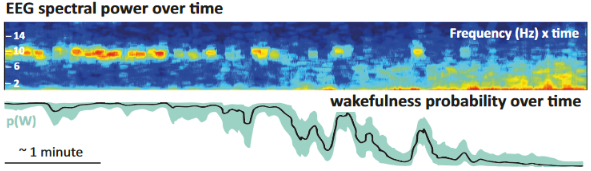 EEG spectral power over time
14
Frequency (Hz) x time
10
6
2
wakefulness probability over time
p(W)
~ 1 minute